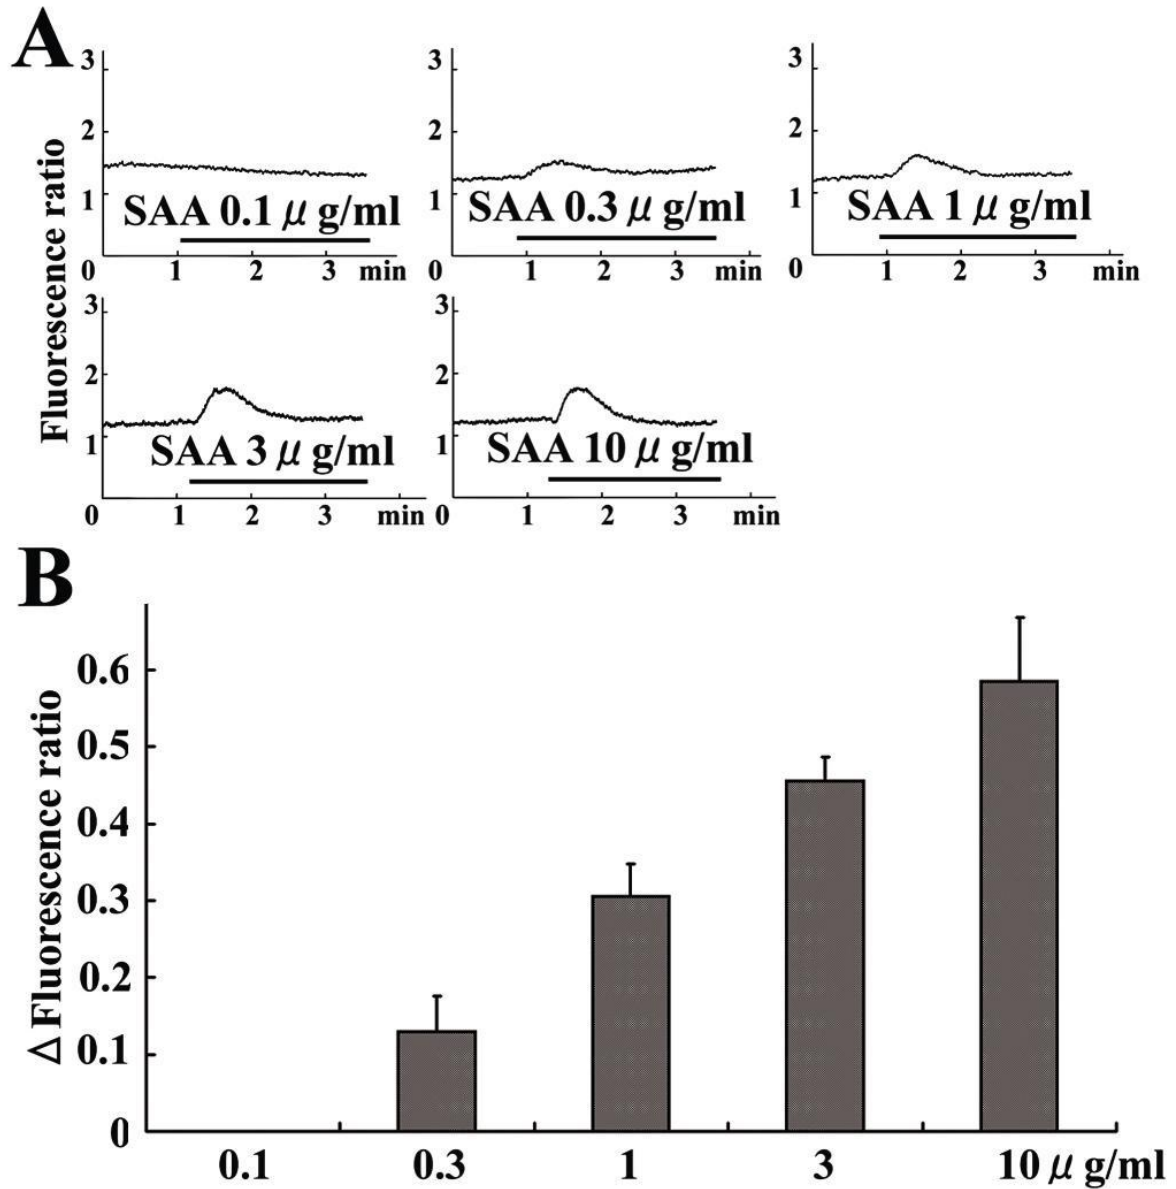 A
Fluorescence ratio
3
2
1
SAA 0.1 μ g/ml
0 1 2 3 min
3
2
1
SAA 0.3 μ g/ml
0 1 2 3 min
3
2
1
SAA 1 μ g/ml
0 1 2 3 min
3
2
1
SAA 3 μ g/ml
0 1 2 3 min
3
2
1
SAA 10 μ g/ml
0 1 2 3 min
B
Δ Fluorescence ratio
0.6
0.5
0.4
0.3
0.2
0.1
0
0.1 0.3 1 3 10 μ g/ml